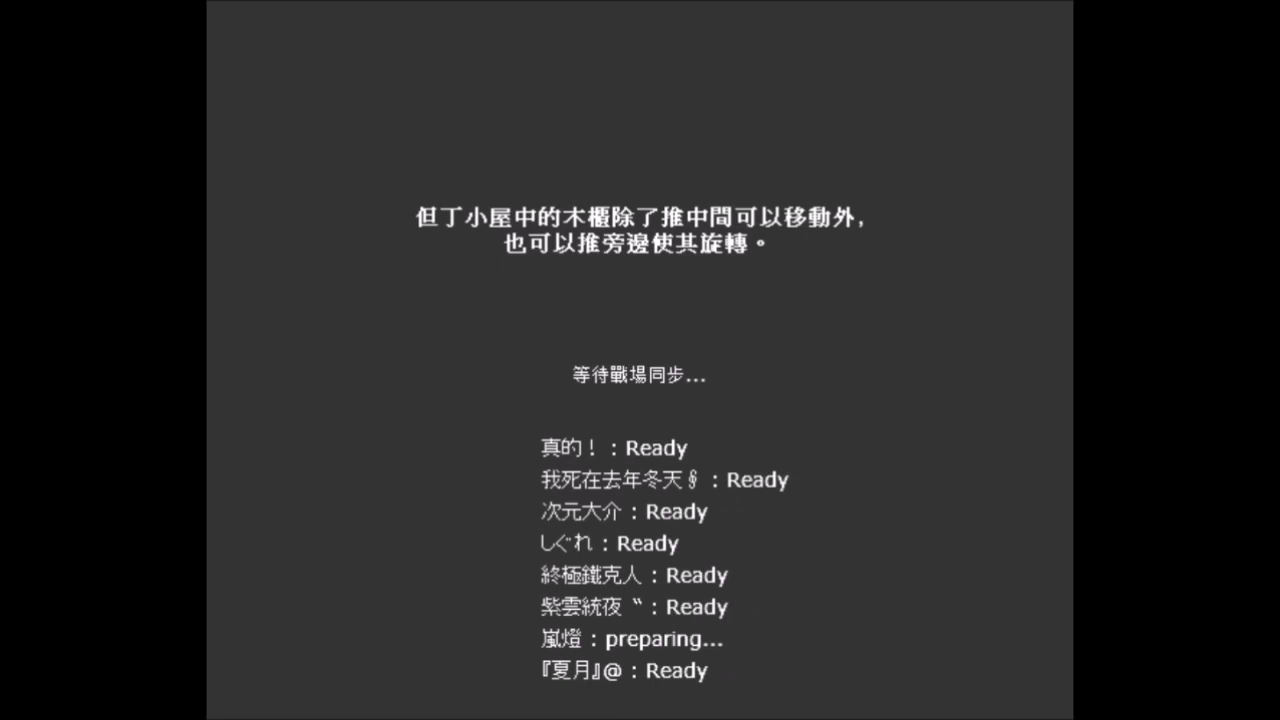 但丁小屋中的木櫃除了推中間可以移動外,
也可以推旁邊使其旋轉。
等待戰場同步...
真的！：Ready
我死在去年冬天§：Ready
次元大介：Ready
しぐれ：Ready
終極鐵克人：Ready
紫雲統夜〝：Ready
嵐燈：preparing...
『夏月』@：Ready